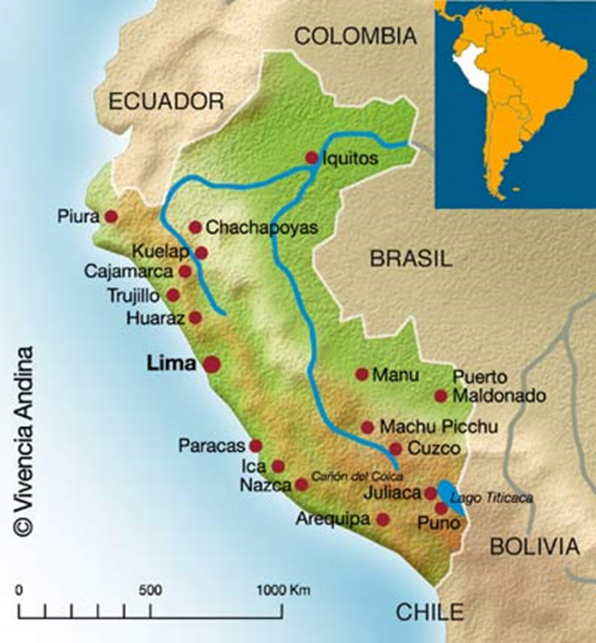 COLOMBIA
ECUADOR
Iquitos
Piura
Chachapoyas
Kuelap
BRASIL
Cajamarca
Trujillo
Huaraz
Lima
Manu
Puerto
Maldonado
Machu Picchu
Paracas
Cuzco
Ica
Cañón del Colca
Nazca
Juliaca
Lago Titicaca
Arequipa
Puno
BOLIVIA
CHILE
© Vivencia Andina
0 500 1000 Km